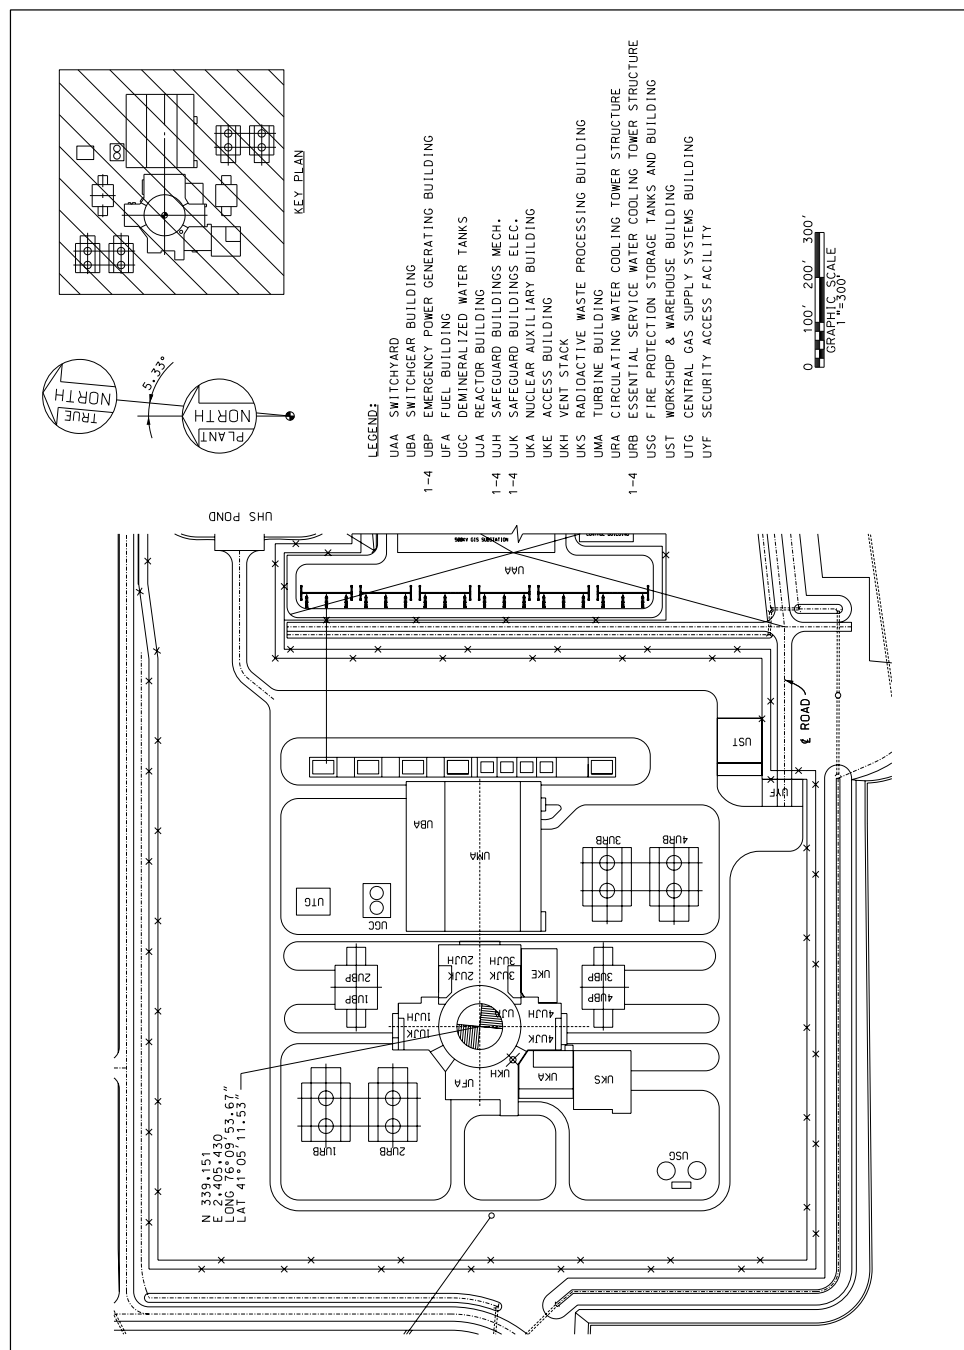 KEY PLAN
TRUE
NORTH
5.33°
PLANT
NORTH
LEGEND:
UAA SWITCHYARD
UBA SWITCHGEAR BUILDING
1-4 UBP EMERGENCY POWER GENERATING BUILDING
UFA FUEL BUILDING
UGC DEMINERALIZED WATER TANKS
UJA REACTOR BUILDING
1-4 UJH SAFEGUARD BUILDINGS MECH.
1-4 UJK SAFEGUARD BUILDINGS ELEC.
UKA NUCLEAR AUXILIARY BUILDING
UKE ACCESS BUILDING
UKH VENT STACK
UKS RADIOACTIVE WASTE PROCESSING BUILDING
UMA TURBINE BUILDING
URA CIRCULATING WATER COOLING TOWER STRUCTURE
1-4 URB ESSENTIAL SERVICE WATER COOLING TOWER STRUCTURE
USG FIRE PROTECTION STORAGE TANKS AND BUILDING
UST WORKSHOP & WAREHOUSE BUILDING
UTG CENTRAL GAS SUPPLY SYSTEMS BUILDING
UYF SECURITY ACCESS FACILITY
0 100' 200' 300'
GRAPHIC SCALE
1"=300'
UHS POND
500kV GIS SUBSTATION
CONTROL BUILDING
UAA
UST
℄ ROAD
UYF
UBA
UMA
3URB
4URB
UTG
UGC
2UJH
3UJH
2UJK
3UJK
UKE
2UBP
1UBP
3UBP
4UBP
1UJH
1UJK
UJA
4UJH
4UJK
UKH
UFA
UKA
UKS
1URB
2URB
USG
N 339,151
E 2,405,430
LONG 76°09'53.67"
LAT 41°05'11.53"